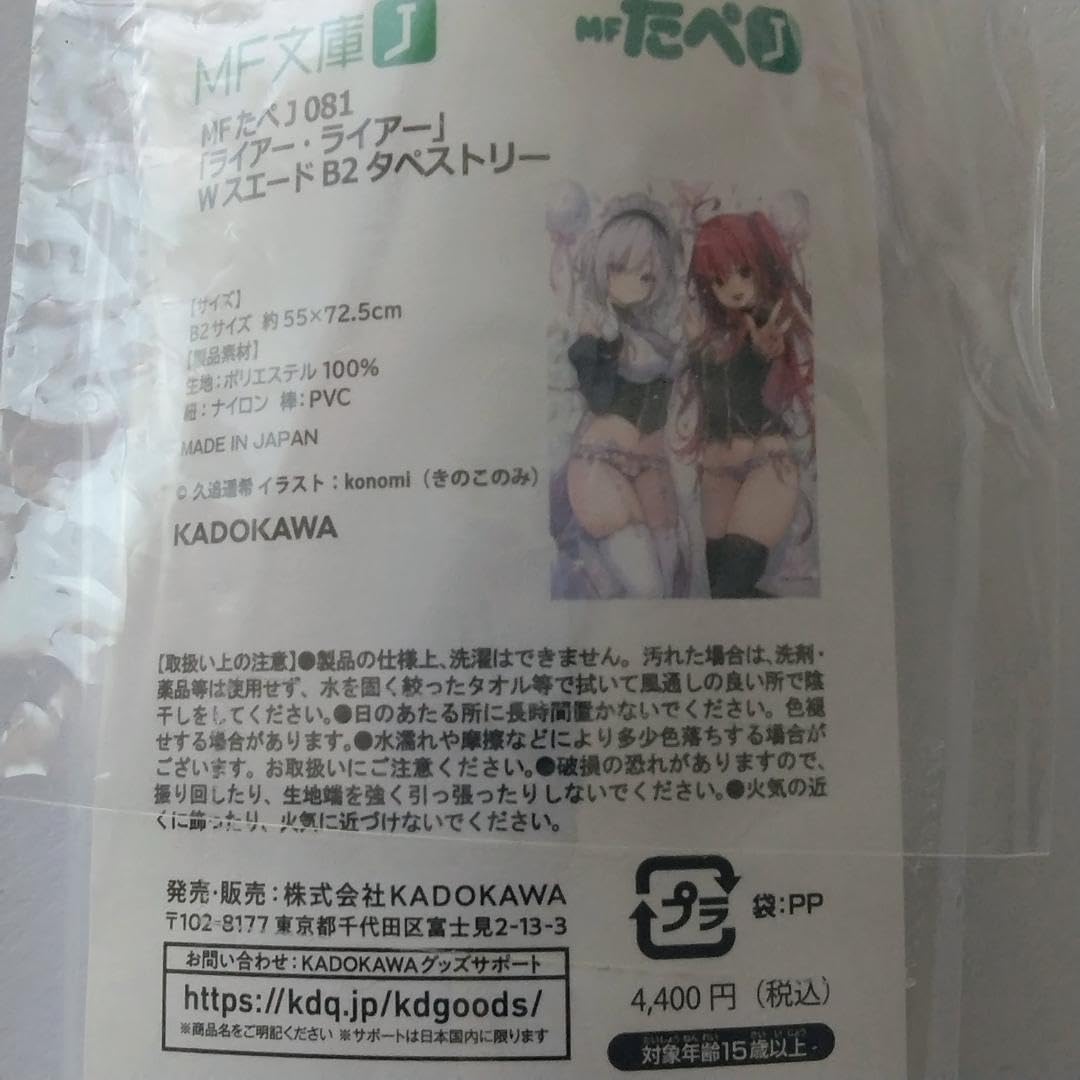 MF文庫J
MFたペJ
MFたペJ 081
「ライアー・ライアー」
Wスエード B2 タペストリー
【サイズ】
B2サイズ 約55×72.5cm
【製品素材】
生地:ポリエステル 100%
紐:ナイロン 棒:PVC
MADE IN JAPAN
© 久追遥希 イラスト:konomi(きのこのみ)
KADOKAWA
【取扱い上の注意】●製品の仕様上、洗濯はできません。汚れた場合は、洗剤・
薬品等は使用せず、水を固く絞ったタオル等で拭いて風通しの良い所で陰
干しをしてください。●日のあたる所に長時間置かないでください。色褪
せする場合があります。●水濡れや摩擦などにより多少色落ちする場合が
ございます。お取扱いにご注意ください。●破損の恐れがありますので、
振り回したり、生地端を強く引っ張ったりしないでください。●火気の近
くに飾ったり、火気に近づけないでください。
発売・販売:株式会社KADOKAWA
〒102-8177 東京都千代田区富士見2-13-3
お問い合わせ:KADOKAWAグッズサポート
https://kdq.jp/kdgoods/
※商品名をご明記ください ※サポートは日本国内に限ります
プラ
袋:PP
4,400円(税込)
対象年齢15歳以上